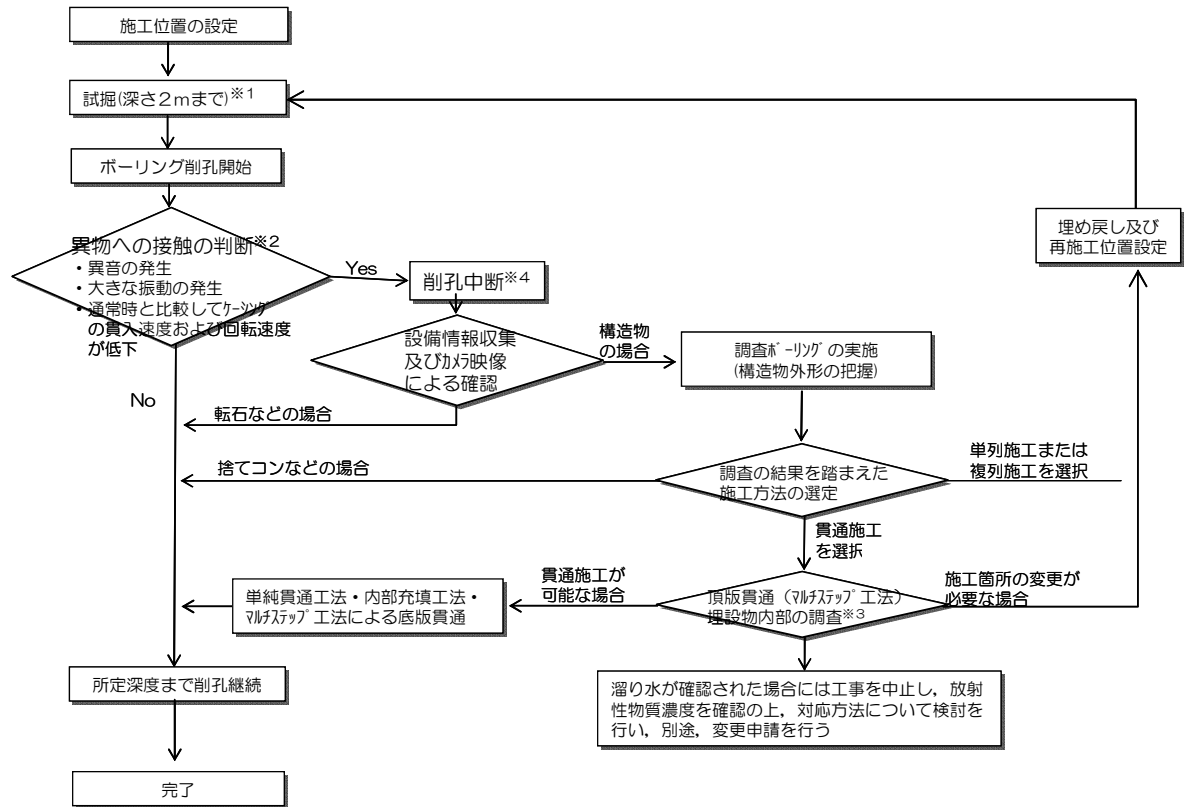 施工位置の設定
試掘(深さ2mまで)※1
ボーリング削孔開始
異物への接触の判断※2
・異音の発生
・大きな振動の発生
・通常時と比較してｹｰｼﾝｸﾞ
の貫入速度および回転速度
が低下
Yes
No
削孔中断※4
設備情報収集
及びｶﾒﾗ映像
による確認
構造物
の場合
転石などの場合
調査ﾎﾞｰﾘﾝｸﾞの実施
(構造物外形の把握)
埋め戻し及び
再施工位置設定
調査の結果を踏まえた
施工方法の選定
捨てコンなどの場合
単列施工または
複列施工を選択
貫通施工
を選択
頂版貫通（ﾏﾙﾁｽﾃｯﾌﾟ工法）
埋設物内部の調査※3
貫通施工が
可能な場合
施工箇所の変更が
必要な場合
単純貫通工法・内部充填工法・
ﾏﾙﾁｽﾃｯﾌﾟ工法による底版貫通
溜り水が確認された場合には工事を中止し，放射
性物質濃度を確認の上，対応方法について検討を
行い，別途，変更申請を行う
所定深度まで削孔継続
完了